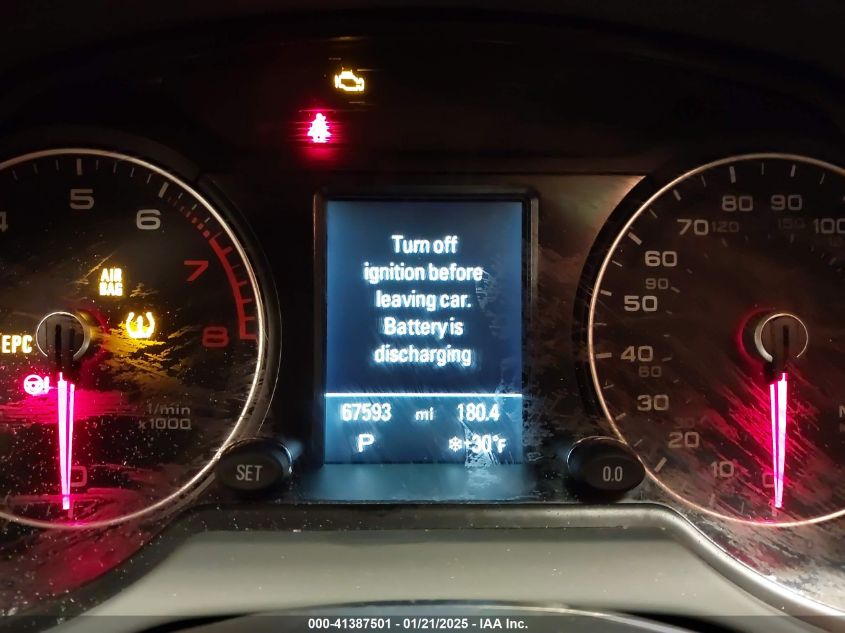 Turn off
ignition before
leaving car.
Battery is
discharging
67593 mi 180.4
P ❄+30°F
4 5 6 7 8
AIR
BAG
EPC
1/min
x1000
0
SET
0.0
10 20 30 40 50 60 70 80 90 100
60 90 120 150
000-41387501 - 01/21/2025 - IAA Inc.